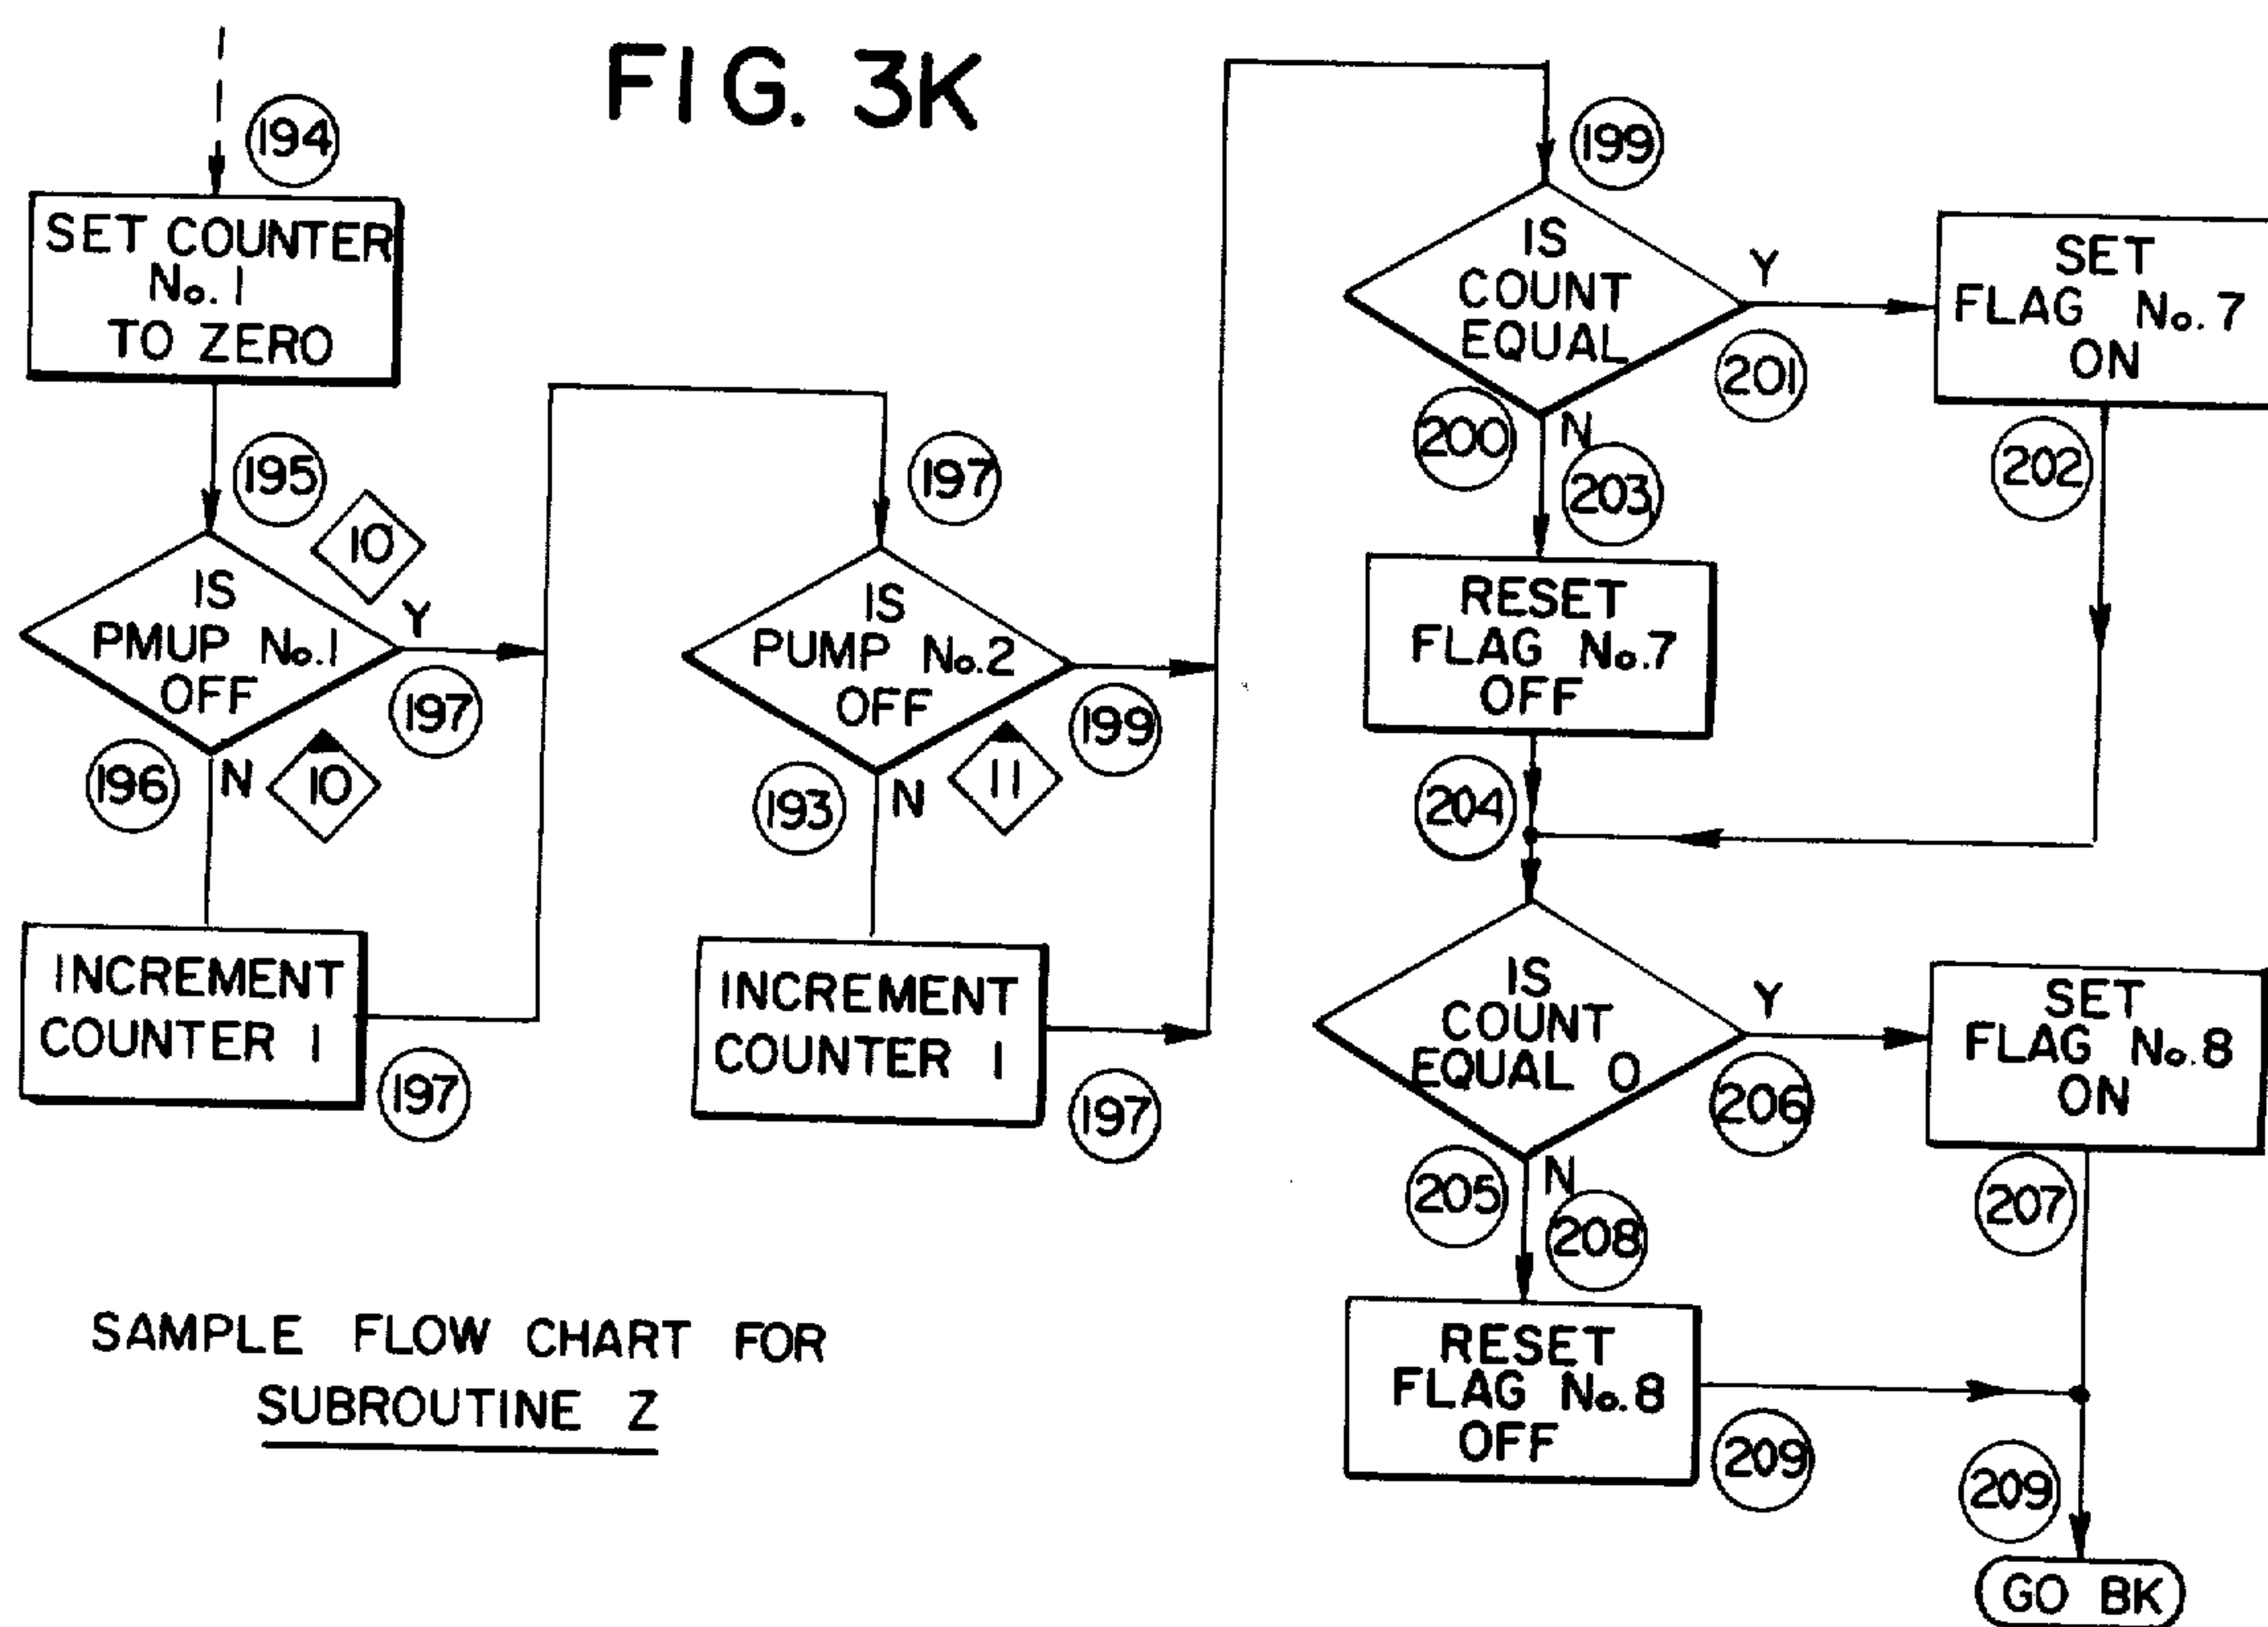 FIG. 3K
194
SET COUNTER
No. 1
TO ZERO
195
10
IS
PMUP No. 1
OFF
Y
197
196
N
10
INCREMENT
COUNTER 1
197
197
IS
PUMP No. 2
OFF
199
193
N
11
INCREMENT
COUNTER 1
197
199
IS
COUNT
EQUAL
Y
201
200
N
203
SET
FLAG No. 7
ON
202
RESET
FLAG No. 7
OFF
204
IS
COUNT
EQUAL 0
Y
206
205
N
208
SET
FLAG No. 8
ON
207
RESET
FLAG No. 8
OFF
209
209
GO BK
SAMPLE FLOW CHART FOR
SUBROUTINE Z